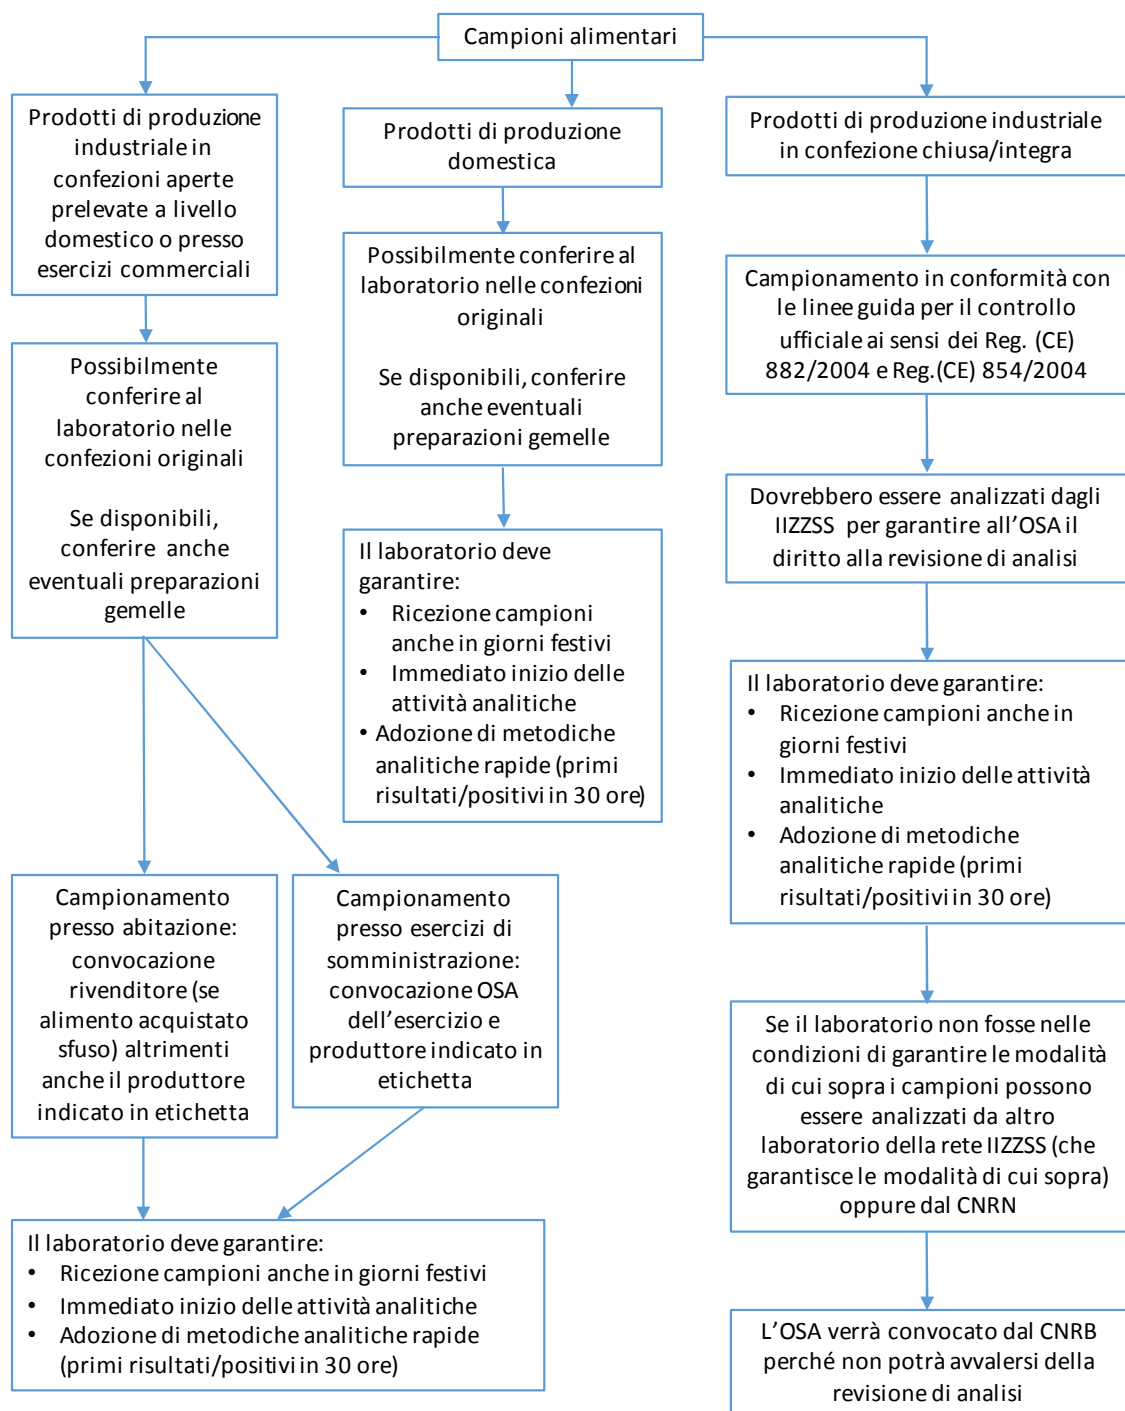 Campioni alimentari
Prodotti di produzione
industriale in
confezioni aperte
prelevate a livello
domestico o presso
esercizi commerciali
Possibilmente
conferire al
laboratorio nelle
confezioni originali
Se disponibili,
conferire anche
eventuali preparazioni
gemelle
Campionamento
presso abitazione:
convocazione
rivenditore (se
alimento acquistato
sfuso) altrimenti
anche il produttore
indicato in etichetta
Campionamento
presso esercizi di
somministrazione:
convocazione OSA
dell'esercizio e
produttore indicato in
etichetta
Il laboratorio deve garantire:
• Ricezione campioni anche in giorni festivi
• Immediato inizio delle attività analitiche
• Adozione di metodiche analitiche rapide
(primi risultati/positivi in 30 ore)
Prodotti di produzione
domestica
Possibilmente conferire al
laboratorio nelle confezioni
originali
Se disponibili, conferire
anche eventuali
preparazioni gemelle
Il laboratorio deve
garantire:
• Ricezione campioni
anche in giorni festivi
• Immediato inizio delle
attività analitiche
• Adozione di metodiche
analitiche rapide (primi
risultati/positivi in 30 ore)
Prodotti di produzione industriale
in confezione chiusa/integra
Campionamento in conformità con
le linee guida per il controllo
ufficiale ai sensi dei Reg. (CE)
882/2004 e Reg.(CE) 854/2004
Dovrebbero essere analizzati dagli
IIZZSS per garantire all'OSA il
diritto alla revisione di analisi
Il laboratorio deve garantire:
• Ricezione campioni anche in
giorni festivi
• Immediato inizio delle attività
analitiche
• Adozione di metodiche
analitiche rapide (primi
risultati/positivi in 30 ore)
Se il laboratorio non fosse nelle
condizioni di garantire le modalità
di cui sopra i campioni possono
essere analizzati da altro
laboratorio della rete IIZZSS (che
garantisce le modalità di cui sopra)
oppure dal CNRN
L'OSA verrà convocato dal CNRB
perché non potrà avvalersi della
revisione di analisi